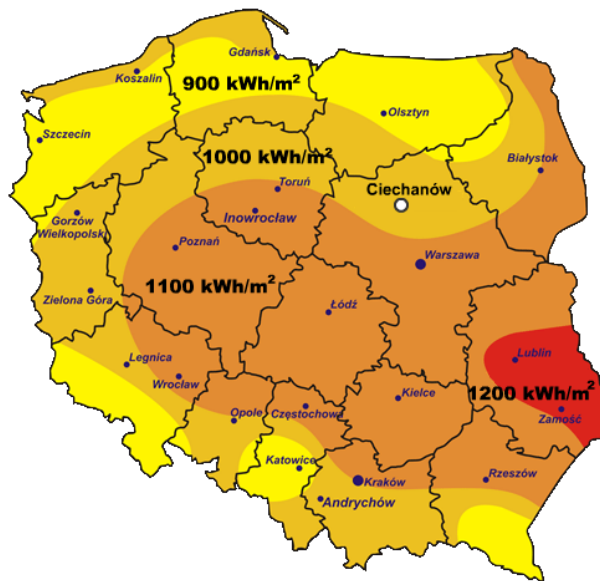 Gdańsk
Koszalin
900 kWh/m²
Olsztyn
Szczecin
1000 kWh/m²
Białystok
Toruń
Ciechanów
Inowrocław
Gorzów
Wielkopolsk
Poznań
Warszawa
1100 kWh/m²
Zielona Góra
Łódź
Lublin
Legnica
Wrocław
Kielce
1200 kWh/m²
Opole
Częstochowa
Zamość
Katowice
Kraków
Rzeszów
Andrychów